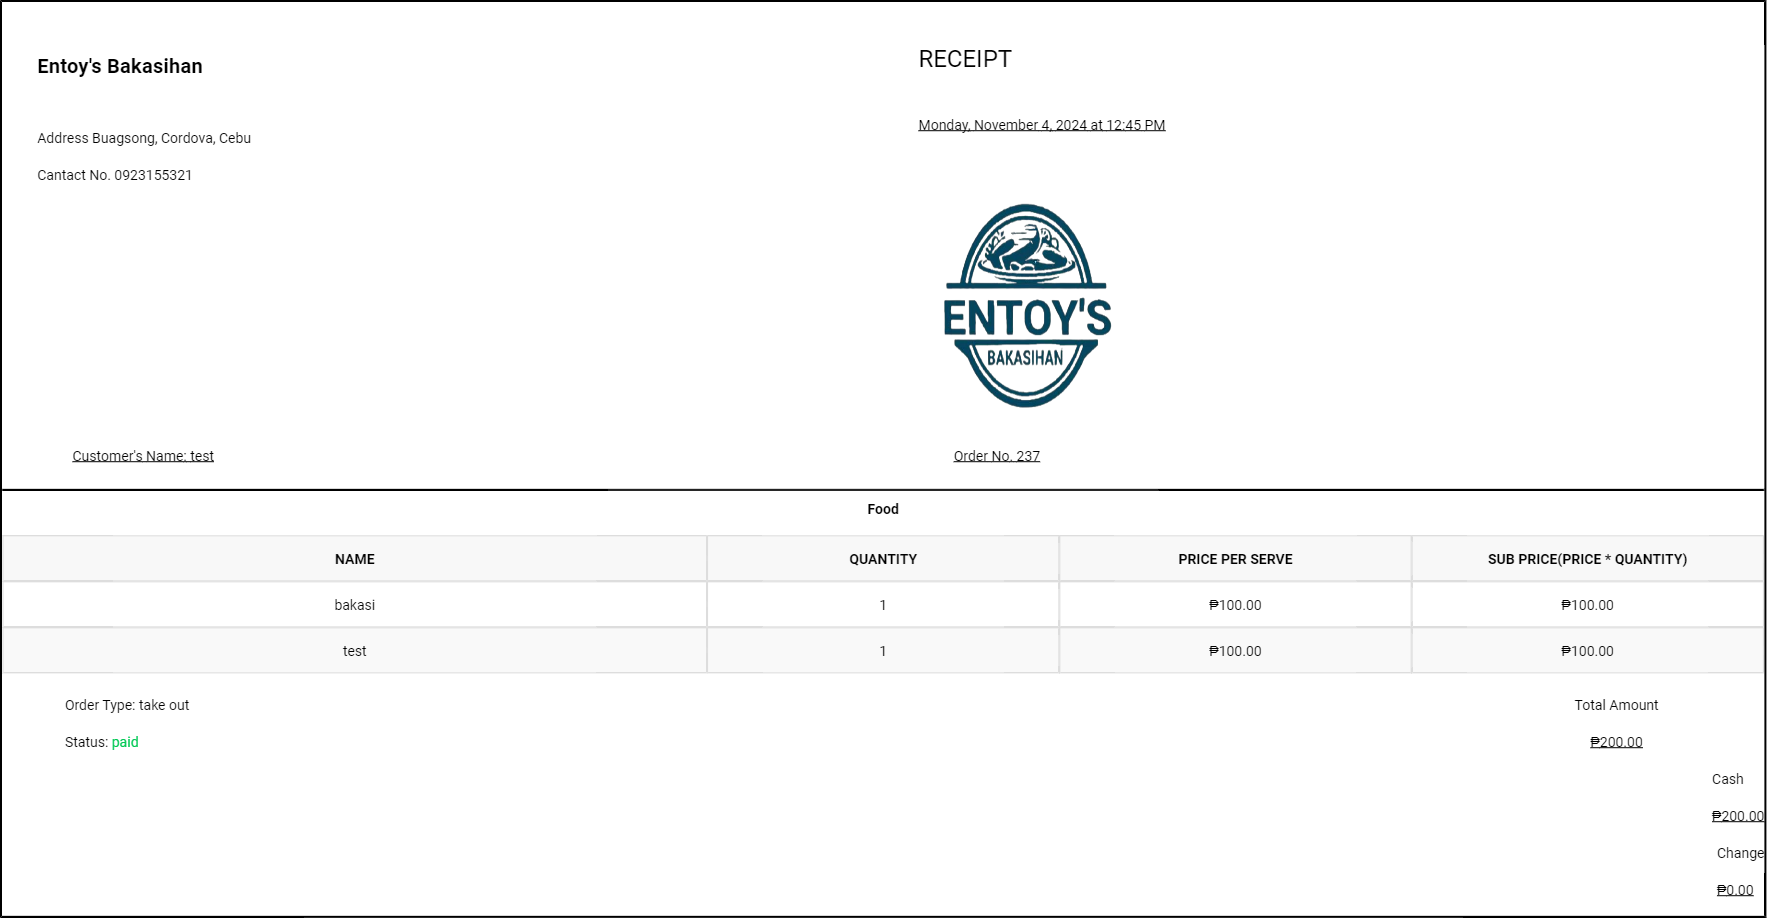 Entoy's Bakasihan
RECEIPT
Address Buagsong, Cordova, Cebu
Monday, November 4, 2024 at 12:45 PM
Cantact No. 0923155321
ENTOY'S
BAKASIHAN
Customer's Name: test
Order No. 237
Food
NAME QUANTITY PRICE PER SERVE SUB PRICE(PRICE * QUANTITY)
bakasi 1 ₱100.00 ₱100.00
test 1 ₱100.00 ₱100.00
Order Type: take out
Total Amount
Status: paid
₱200.00
Cash
₱200.00
Change
₱0.00